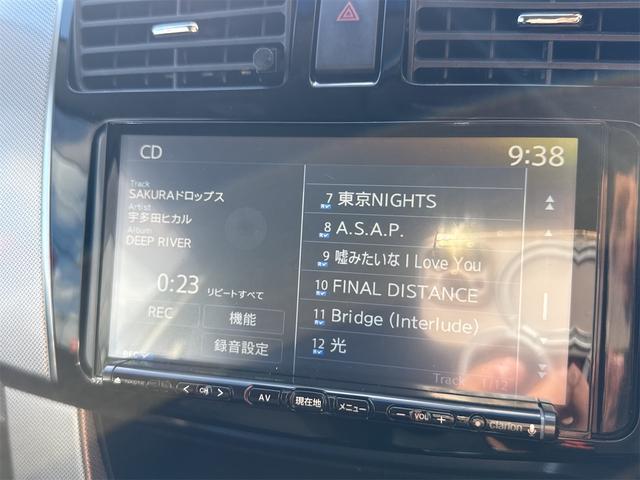 CD
9:38
Track
SAKURAドロップス
Artist
宇多田ヒカル
Album
DEEP RIVER
0:23 リピートすべて
REC 機能
録音設定
7 東京NIGHTS
8 A.S.A.P.
9 嘘みたいな I Love You
10 FINAL DISTANCE
11 Bridge (Interlude)
12 光
Track 1/12
CH
AV
現在地
メニュー
− VOL +
clarion